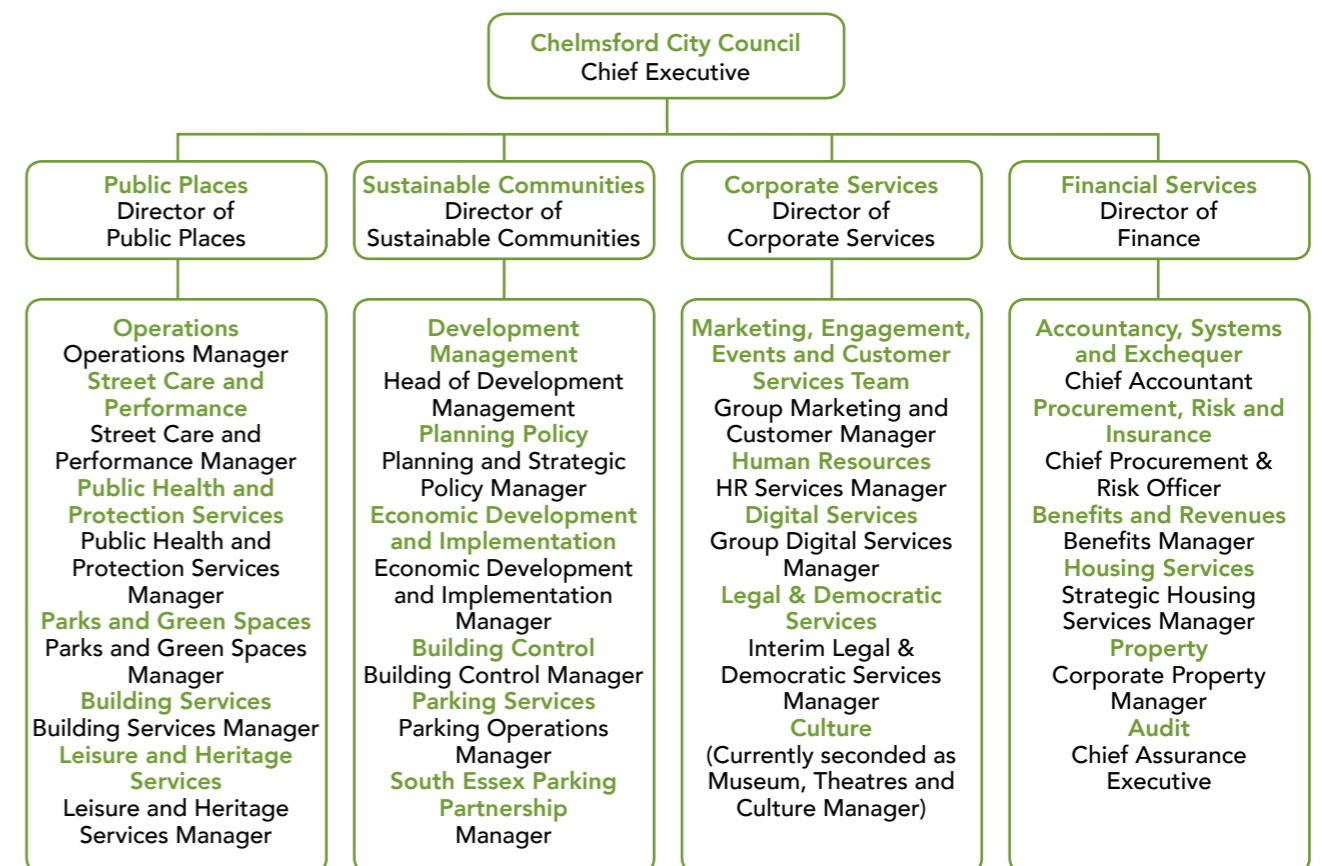 Chelmsford City Council
Chief Executive
Public Places
Director of
Public Places
Sustainable Communities
Director of
Sustainable Communities
Corporate Services
Director of
Corporate Services
Financial Services
Director of
Finance
Operations
Operations Manager
Street Care and
Performance
Street Care and
Performance Manager
Public Health and
Protection Services
Public Health and
Protection Services
Manager
Parks and Green Spaces
Parks and Green Spaces
Manager
Building Services
Building Services Manager
Leisure and Heritage
Services
Leisure and Heritage
Services Manager
Development
Management
Head of Development
Management
Planning Policy
Planning and Strategic
Policy Manager
Economic Development
and Implementation
Economic Development
and Implementation
Manager
Building Control
Building Control Manager
Parking Services
Parking Operations
Manager
South Essex Parking
Partnership
Manager
Marketing, Engagement,
Events and Customer
Services Team
Group Marketing and
Customer Manager
Human Resources
HR Services Manager
Digital Services
Group Digital Services
Manager
Legal & Democratic
Services
Interim Legal &
Democratic Services
Manager
Culture
(Currently seconded as
Museum, Theatres and
Culture Manager)
Accountancy, Systems
and Exchequer
Chief Accountant
Procurement, Risk and
Insurance
Chief Procurement &
Risk Officer
Benefits and Revenues
Benefits Manager
Housing Services
Strategic Housing
Services Manager
Property
Corporate Property
Manager
Audit
Chief Assurance
Executive